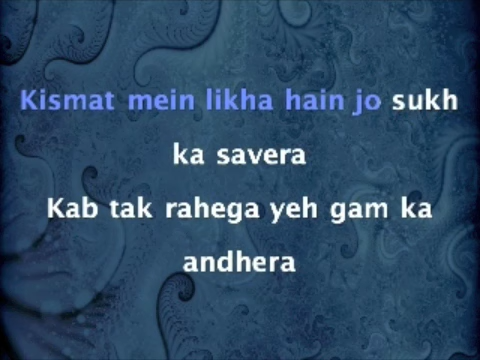 Kismat mein likha hain jo sukh
ka savera
Kab tak rahega yeh gam ka
andhera